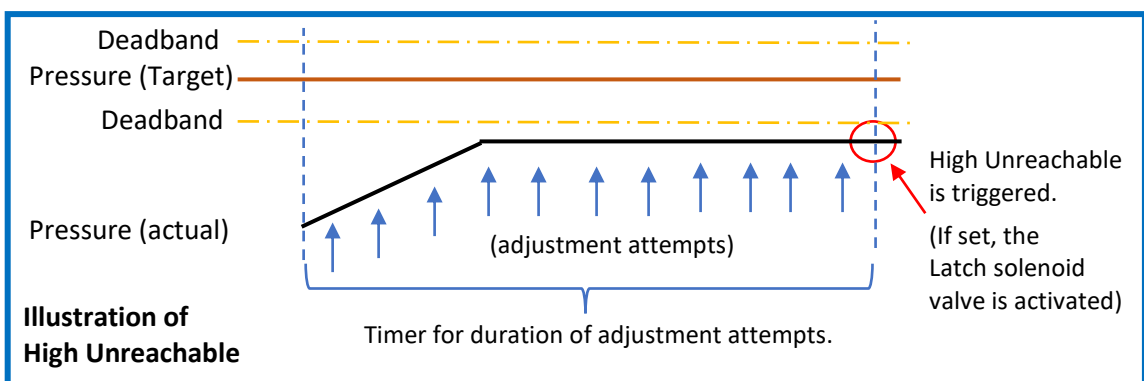 Deadband
Pressure (Target)
Deadband
Pressure (actual)
(adjustment attempts)
High Unreachable
is triggered.
(If set, the
Latch solenoid
valve is activated)
Timer for duration of adjustment attempts.
Illustration of
High Unreachable